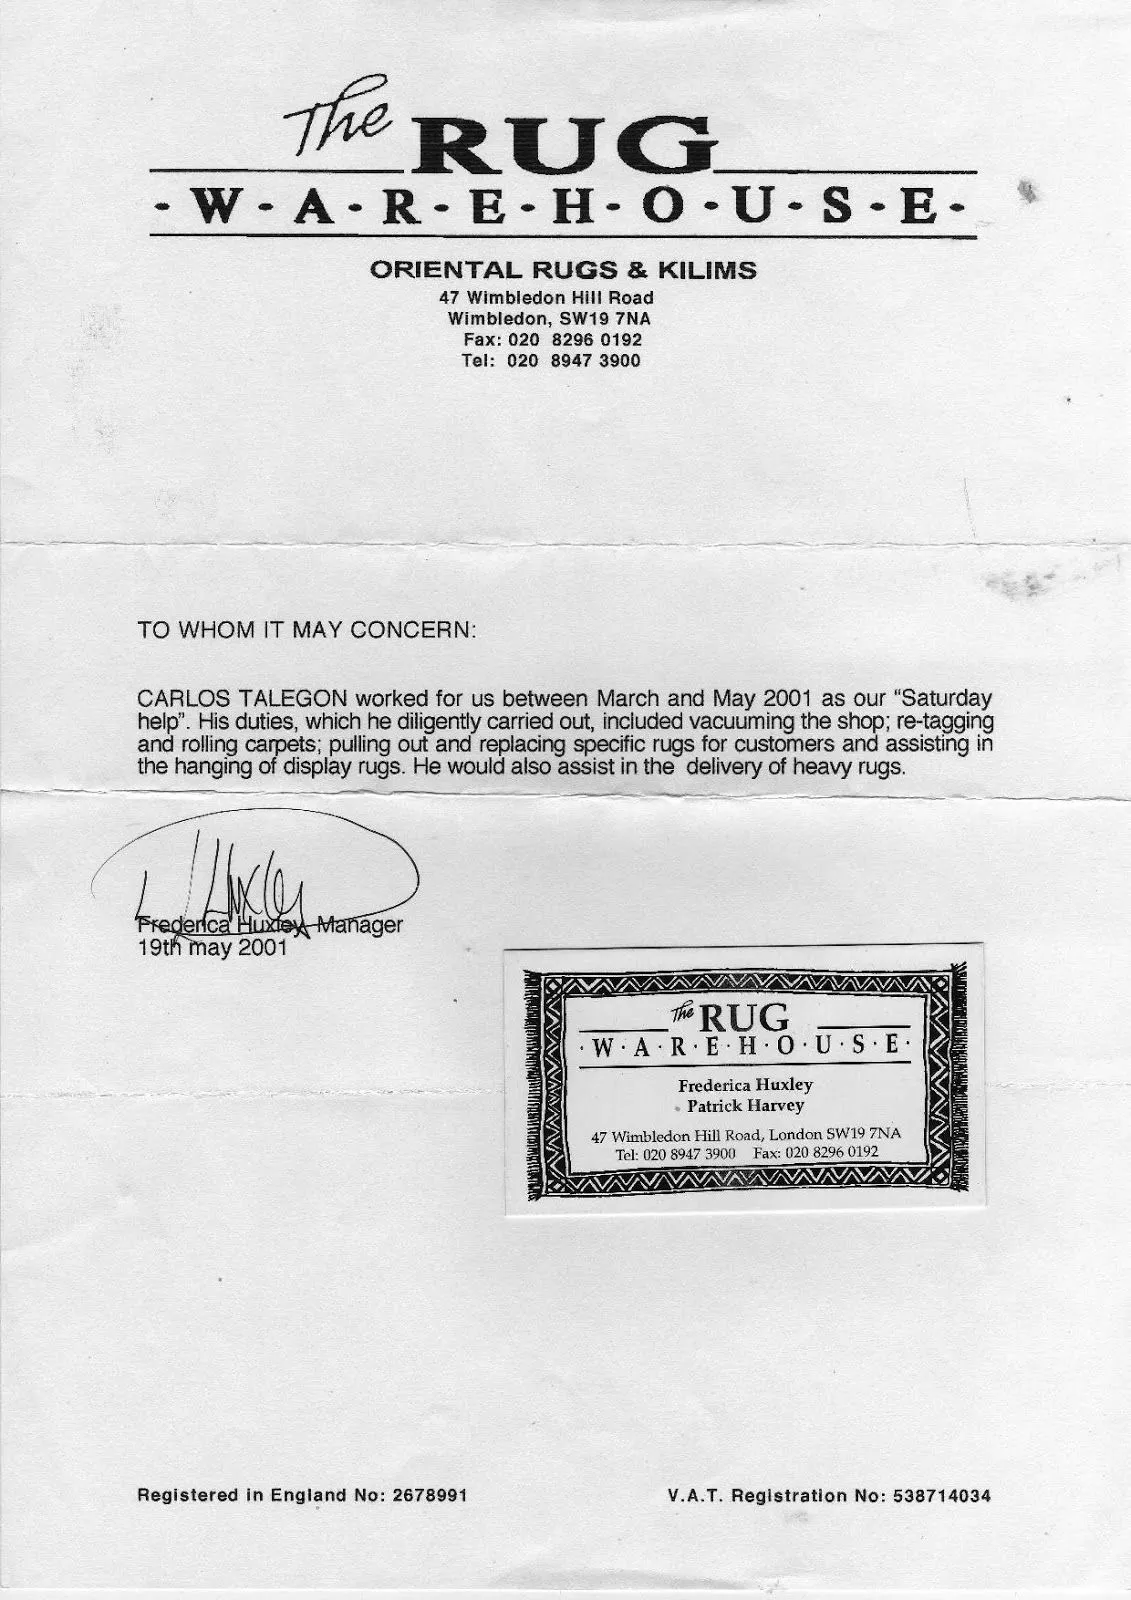 The RUG
· W · A · R · E · H · O · U · S · E ·
ORIENTAL RUGS & KILIMS
47 Wimbledon Hill Road
Wimbledon, SW19 7NA
Fax: 020 8296 0192
Tel: 020 8947 3900
TO WHOM IT MAY CONCERN:
CARLOS TALEGON worked for us between March and May 2001 as our "Saturday
help". His duties, which he diligently carried out, included vacuuming the shop; re-tagging
and rolling carpets; pulling out and replacing specific rugs for customers and assisting in
the hanging of display rugs. He would also assist in the delivery of heavy rugs.
Frederica Huxley Manager
19th may 2001
The RUG
· W · A · R · E · H · O · U · S · E ·
Frederica Huxley
Patrick Harvey
47 Wimbledon Hill Road, London SW19 7NA
Tel: 020 8947 3900 Fax: 020 8296 0192
Registered in England No: 2678991 V.A.T. Registration No: 538714034